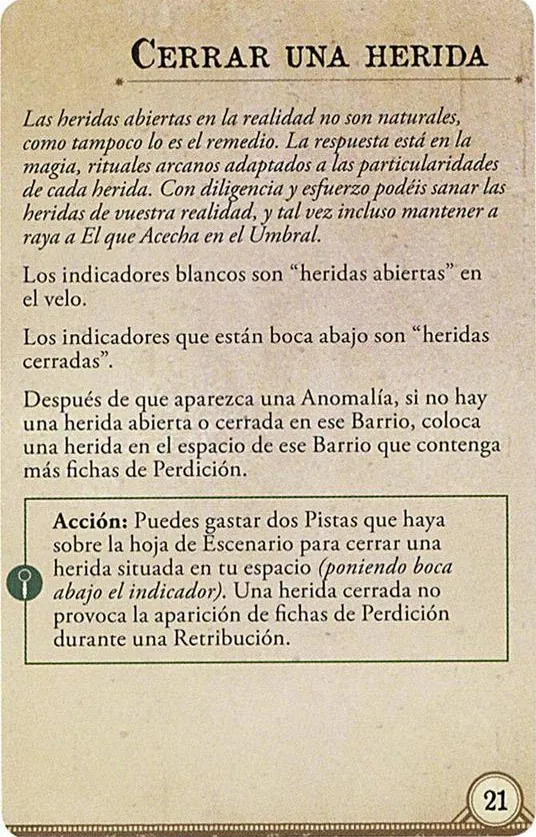 CERRAR UNA HERIDA
Las heridas abiertas en la realidad no son naturales,
como tampoco lo es el remedio. La respuesta está en la
magia, rituales arcanos adaptados a las particularidades
de cada herida. Con diligencia y esfuerzo podéis sanar las
heridas de vuestra realidad, y tal vez incluso mantener a
raya a El que Acecha en el Umbral.
Los indicadores blancos son “heridas abiertas” en
el velo.
Los indicadores que están boca abajo son “heridas
cerradas”.
Después de que aparezca una Anomalía, si no hay
una herida abierta o cerrada en ese Barrio, coloca
una herida en el espacio de ese Barrio que contenga
más fichas de Perdición.
Acción: Puedes gastar dos Pistas que haya
sobre la hoja de Escenario para cerrar una
herida situada en tu espacio (poniendo boca
abajo el indicador). Una herida cerrada no
provoca la aparición de fichas de Perdición
durante una Retribución.
21